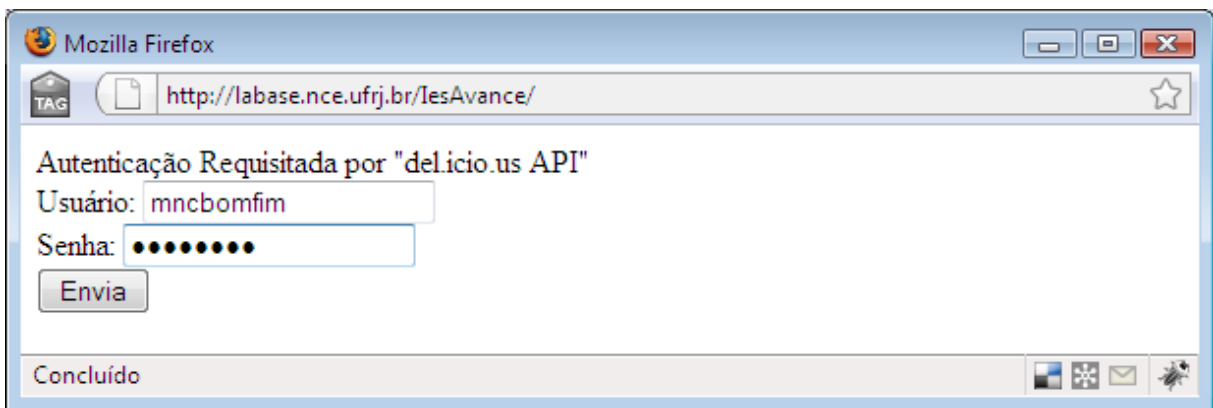 Mozilla Firefox
TAG
http://labase.nce.ufrj.br/IesAvance/
Autenticação Requisitada por "del.icio.us API"
Usuário: mncbomfim
Senha: ••••••••
Envia
Concluído